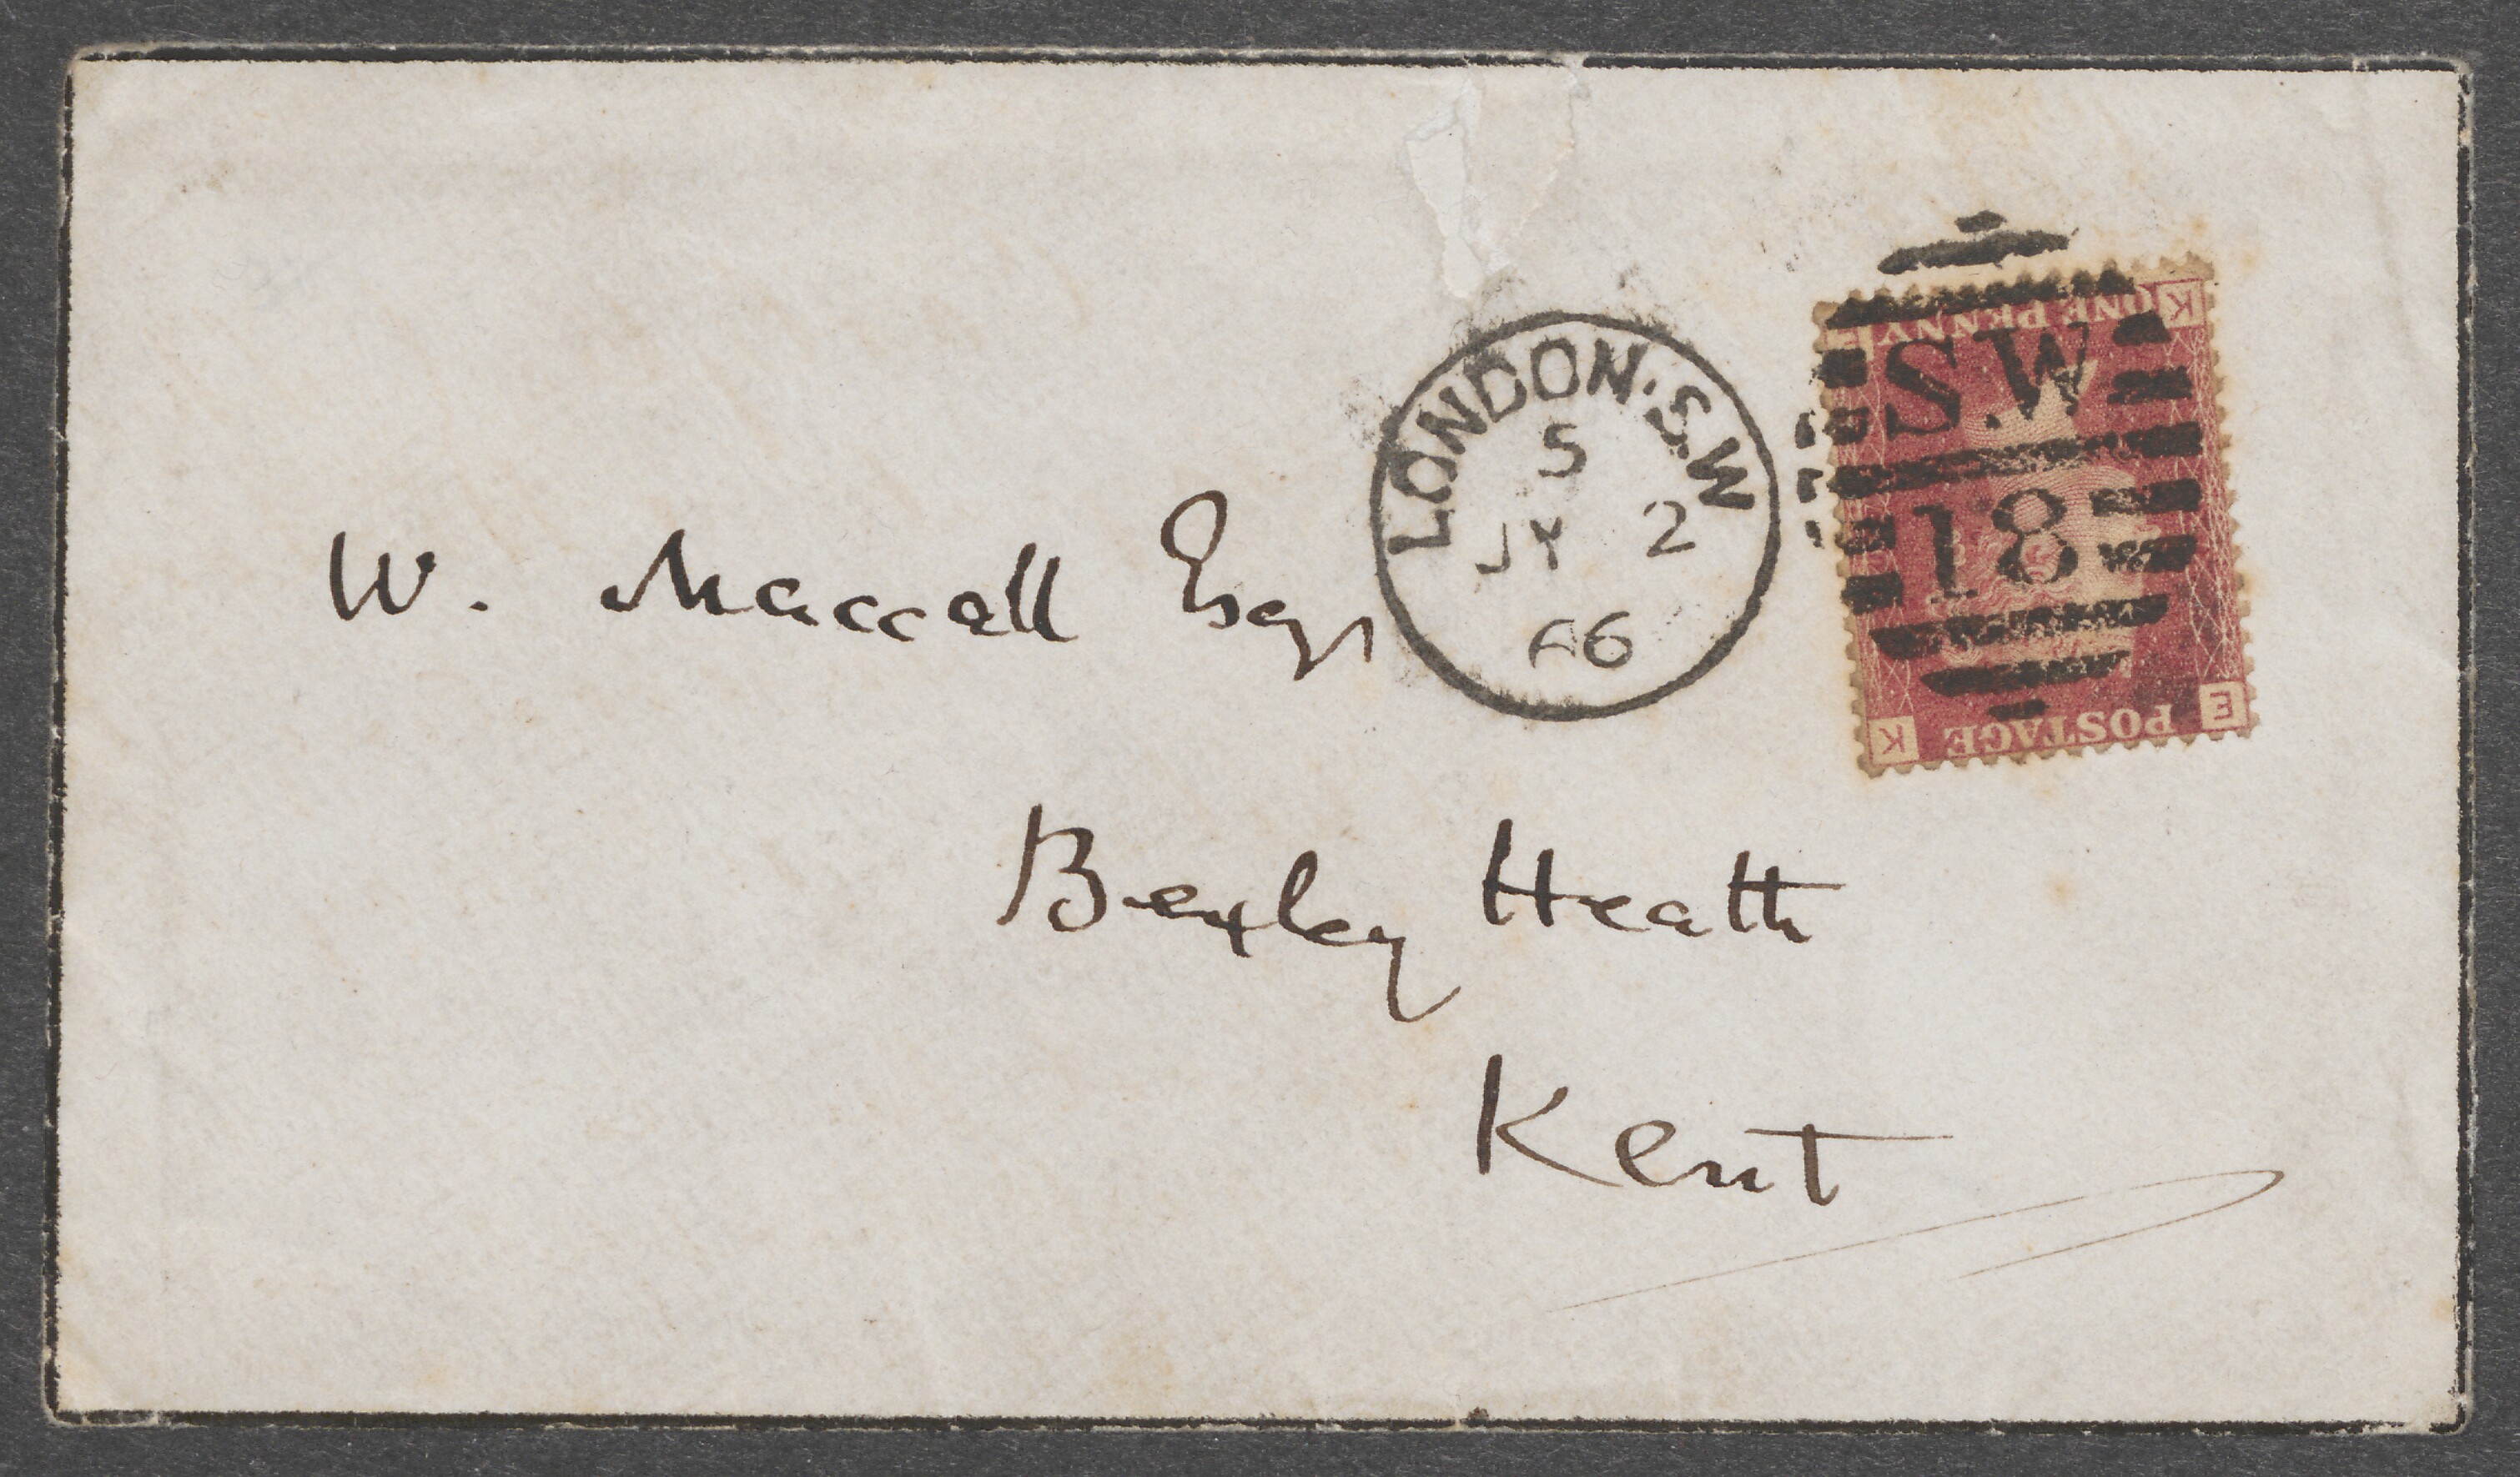 LONDON.S.W
5
JY 2
66
S.W
18
K ONE PENNY
POSTAGE
K E
W. Maccall Esqr
Bexley Heath
Kent